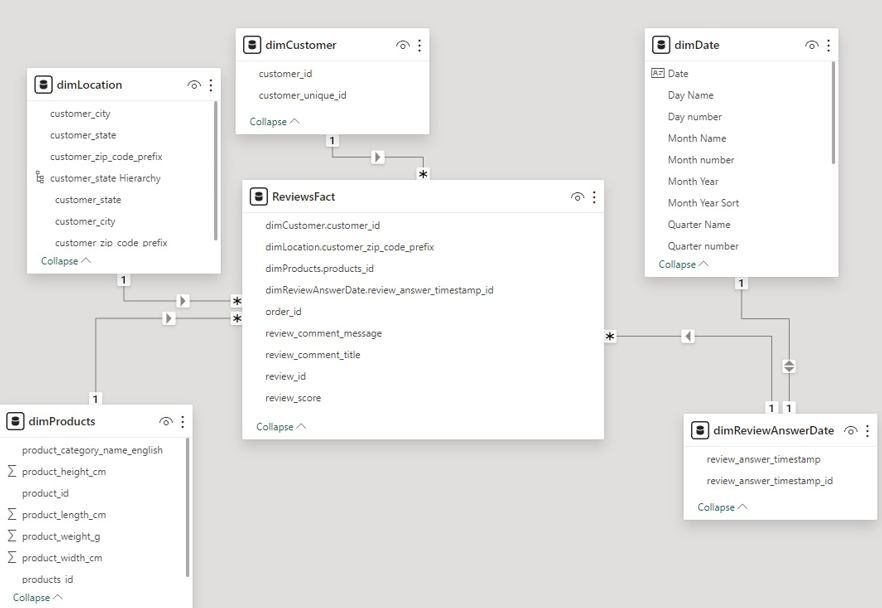 dimCustomer
customer_id
customer_unique_id
Collapse
dimDate
Date
Day Name
Day number
Month Name
Month number
Month Year
Month Year Sort
Quarter Name
Quarter number
Collapse
dimLocation
customer_city
customer_state
customer_zip_code_prefix
customer_state Hierarchy
customer_state
customer_city
customer_zip_code_prefix
Collapse
1
*
ReviewsFact
dimCustomer.customer_id
dimLocation.customer_zip_code_prefix
dimProducts.products_id
dimReviewAnswerDate.review_answer_timestamp_id
order_id
review_comment_message
review_comment_title
review_id
review_score
Collapse
1
*
*
1
*
1
1 1
dimProducts
product_category_name_english
product_height_cm
product_id
product_length_cm
product_weight_g
product_width_cm
products_id
Collapse
dimReviewAnswerDate
review_answer_timestamp
review_answer_timestamp_id
Collapse